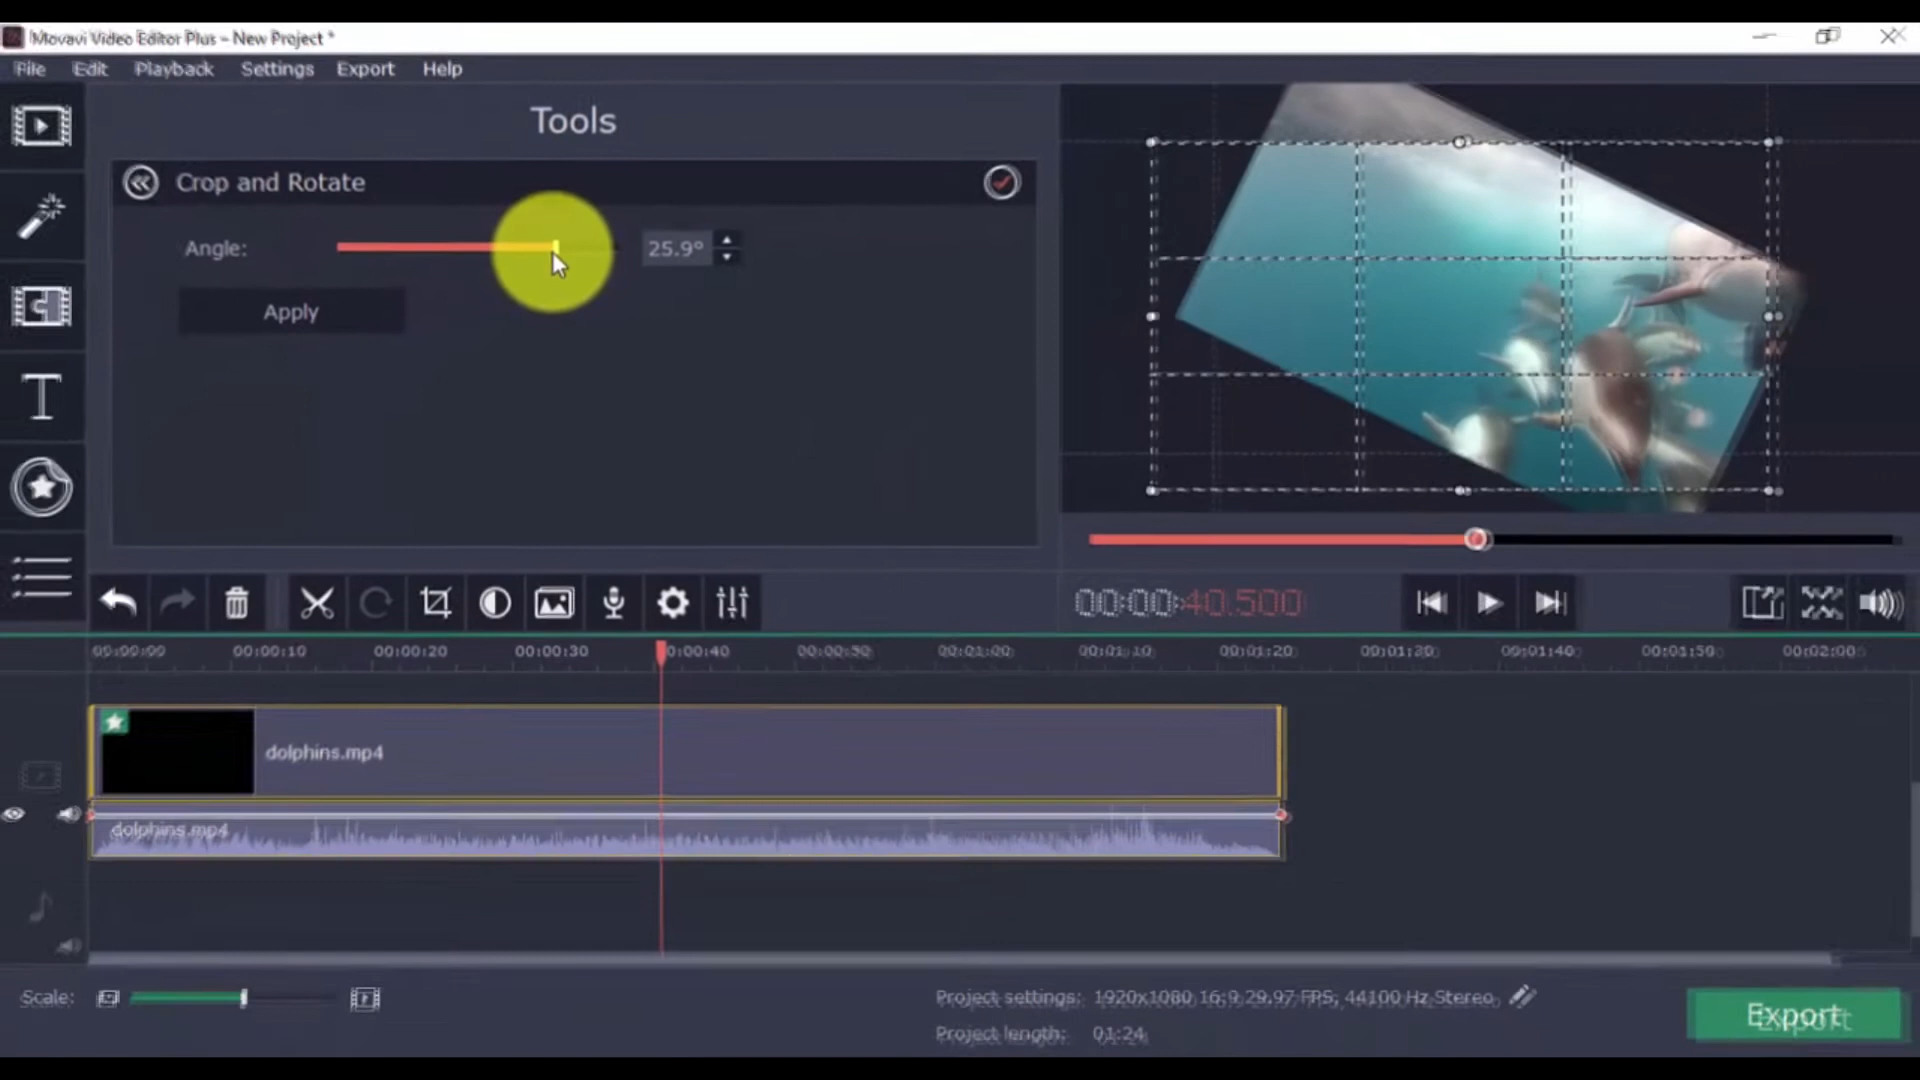 Movavi Video Editor Plus – New Project *
File Edit Playback Settings Export Help
Tools
Crop and Rotate
Angle: 25.9°
Apply
00:00:40.500
00:00:00 00:00:10 00:00:20 00:00:30 0:00:40 00:00:50 00:01:00 00:01:10 00:01:20 00:01:30 00:01:40 00:01:50 00:02:00
dolphins.mp4
dolphins.mp4
Scale:
Project settings: 1920x1080 16:9 29.97 FPS, 44100 Hz Stereo
Project length: 01:24
Export